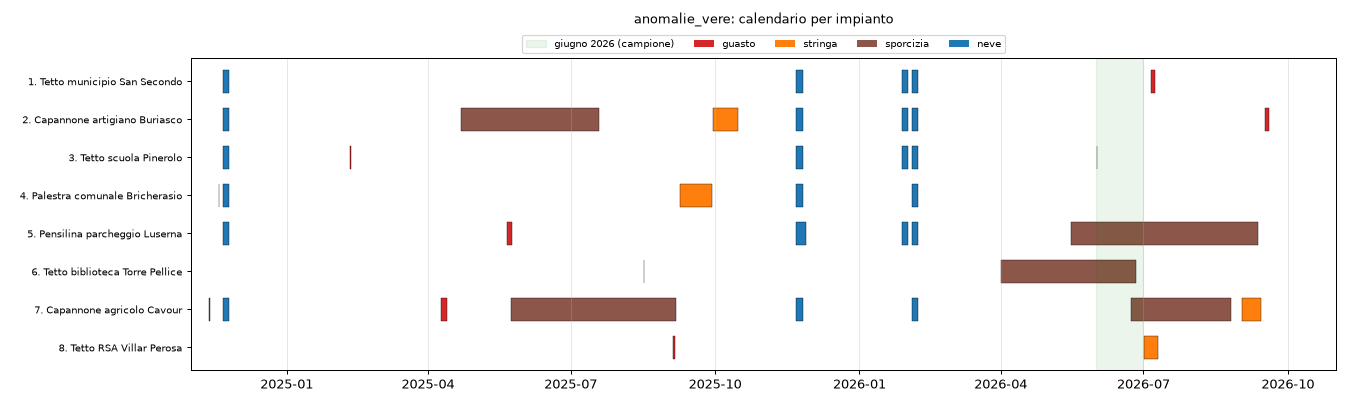 anomalie_vere: calendario per impianto
giugno 2026 (campione) guasto stringa sporcizia neve
1. Tetto municipio San Secondo
2. Capannone artigiano Buriasco
3. Tetto scuola Pinerolo
4. Palestra comunale Bricherasio
5. Pensilina parcheggio Luserna
6. Tetto biblioteca Torre Pellice
7. Capannone agricolo Cavour
8. Tetto RSA Villar Perosa
2025-01 2025-04 2025-07 2025-10 2026-01 2026-04 2026-07 2026-10